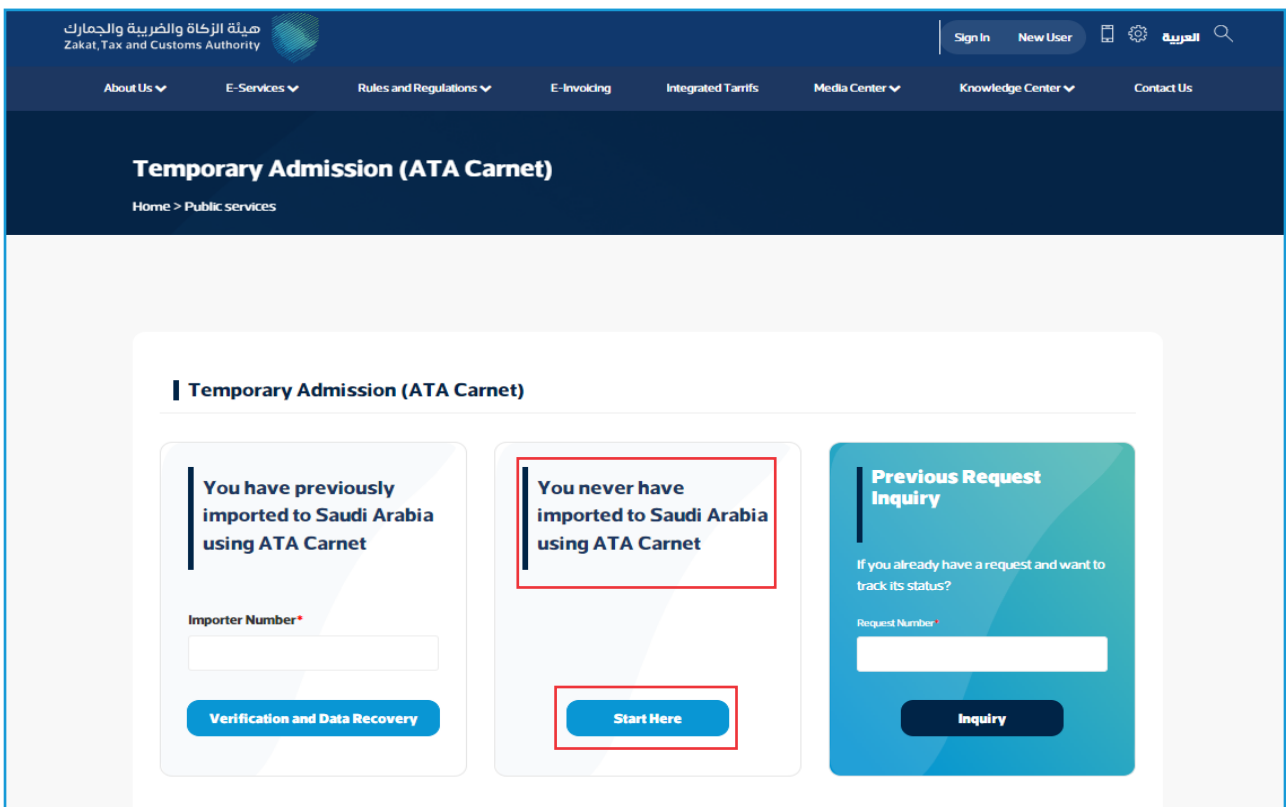 هيئة الزكاة والضريبة والجمارك
Zakat, Tax and Customs Authority
Sign In New User العربية
About Us E-Services Rules and Regulations E-Invoicing Integrated Tarrifs Media Center Knowledge Center Contact Us
Temporary Admission (ATA Carnet)
Home > Public services
Temporary Admission (ATA Carnet)
You have previously
imported to Saudi Arabia
using ATA Carnet
Importer Number*
Verification and Data Recovery
You never have
imported to Saudi Arabia
using ATA Carnet
Start Here
Previous Request
Inquiry
If you already have a request and want to
track its status?
Request Number*
Inquiry